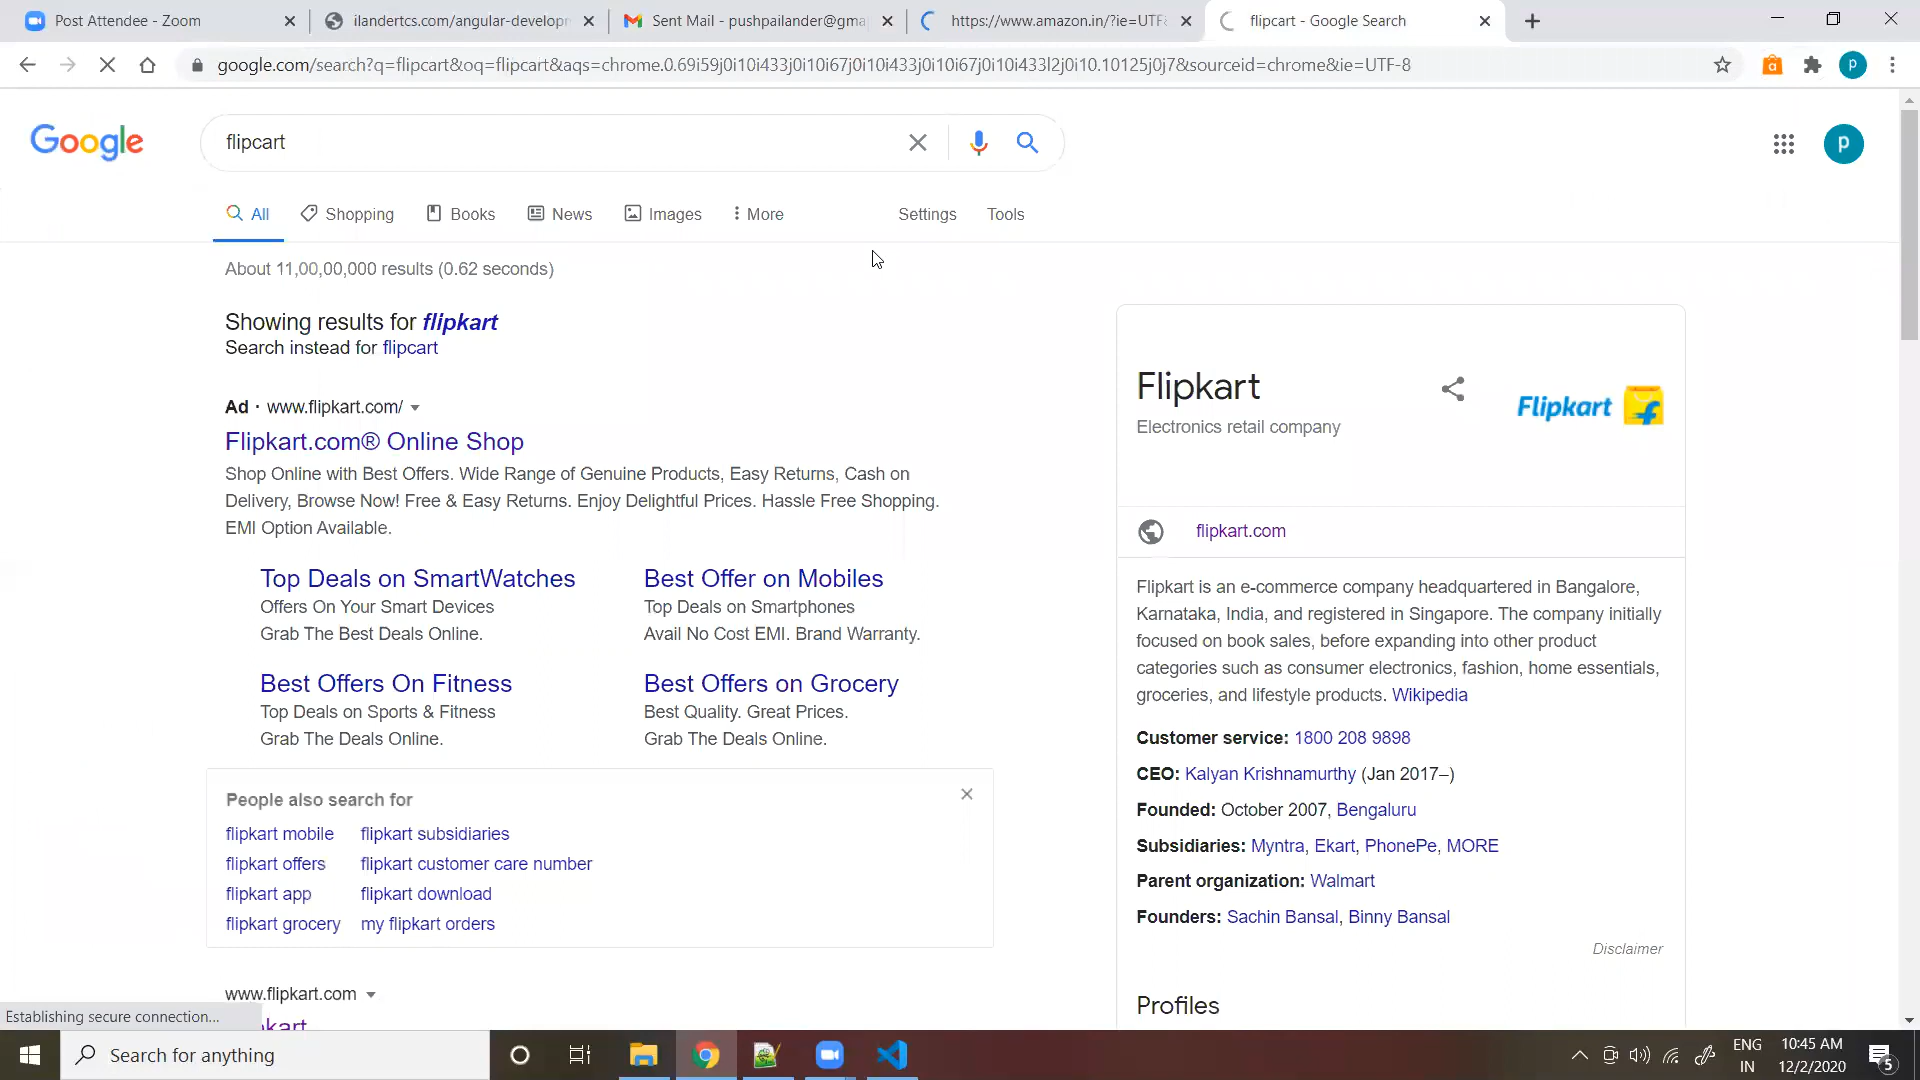 Post Attendee - Zoom
ilandertcs.com/angular-developm
Sent Mail - pushpailander@gma
https://www.amazon.in/?ie=UTF
flipcart - Google Search
google.com/search?q=flipcart&oq=flipcart&aqs=chrome.0.69i59j0i10i433j0i10i67j0i10i433j0i10i67j0i10i433l2j0i10.10125j0j7&sourceid=chrome&ie=UTF-8
Google
flipcart
p
All
Shopping
Books
News
Images
More
Settings
Tools
About 11,00,00,000 results (0.62 seconds)
Showing results for flipkart
Search instead for flipcart
Ad · www.flipkart.com/
Flipkart.com® Online Shop
Shop Online with Best Offers. Wide Range of Genuine Products, Easy Returns, Cash on
Delivery, Browse Now! Free & Easy Returns. Enjoy Delightful Prices. Hassle Free Shopping.
EMI Option Available.
Top Deals on SmartWatches
Offers On Your Smart Devices
Grab The Best Deals Online.
Best Offer on Mobiles
Top Deals on Smartphones
Avail No Cost EMI. Brand Warranty.
Best Offers On Fitness
Top Deals on Sports & Fitness
Grab The Deals Online.
Best Offers on Grocery
Best Quality. Great Prices.
Grab The Deals Online.
People also search for
flipkart mobile
flipkart subsidiaries
flipkart offers
flipkart customer care number
flipkart app
flipkart download
flipkart grocery
my flipkart orders
www.flipkart.com
Flipkart
Electronics retail company
Flipkart
flipkart.com
Flipkart is an e-commerce company headquartered in Bangalore,
Karnataka, India, and registered in Singapore. The company initially
focused on book sales, before expanding into other product
categories such as consumer electronics, fashion, home essentials,
groceries, and lifestyle products. Wikipedia
Customer service: 1800 208 9898
CEO: Kalyan Krishnamurthy (Jan 2017–)
Founded: October 2007, Bengaluru
Subsidiaries: Myntra, Ekart, PhonePe, MORE
Parent organization: Walmart
Founders: Sachin Bansal, Binny Bansal
Disclaimer
Profiles
Establishing secure connection...
Search for anything
ENG
IN
10:45 AM
12/2/2020
5